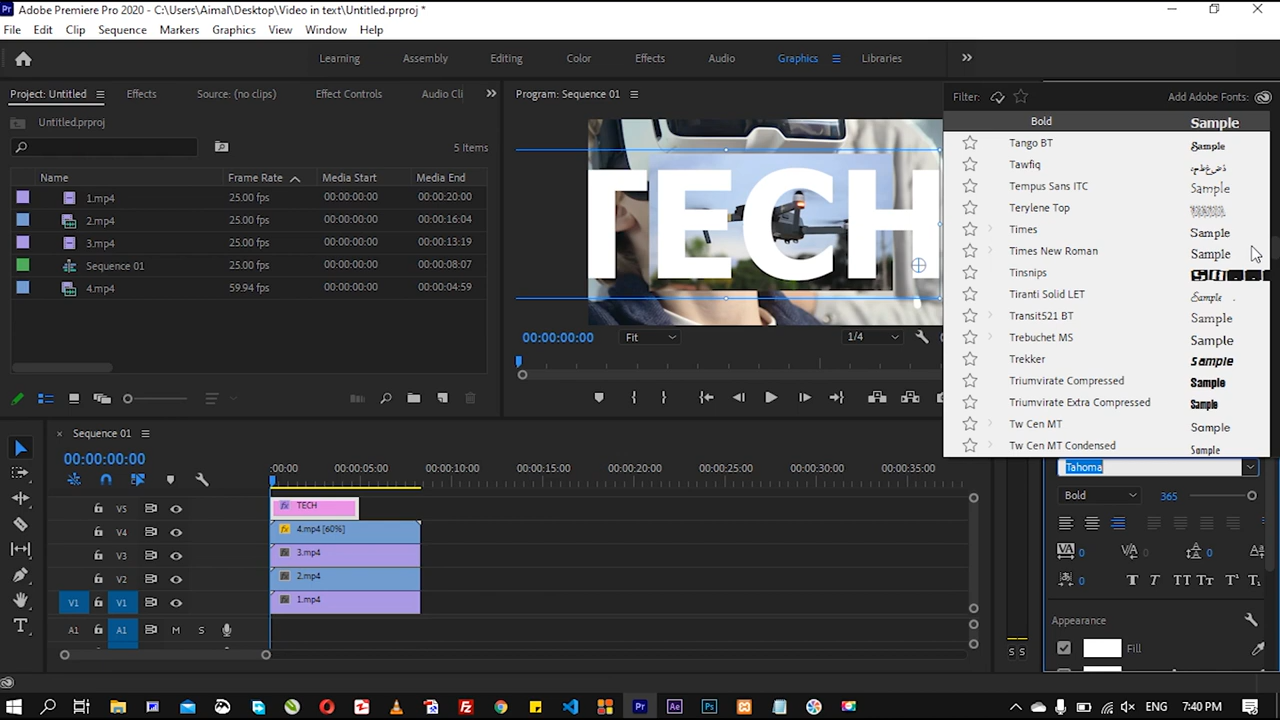 Adobe Premiere Pro 2020 - C:\Users\Aimal\Desktop\Video in text\Untitled.prproj *
File Edit Clip Sequence Markers Graphics View Window Help
Learning Assembly Editing Color Effects Audio Graphics Libraries
Project: Untitled Effects Source: (no clips) Effect Controls Audio Cli
Program: Sequence 01
Filter: Add Adobe Fonts:
Untitled.prproj
5 Items
Name Frame Rate Media Start Media End
1.mp4 25.00 fps 00:00:00:00 00:00:20:00
2.mp4 25.00 fps 00:00:00:00 00:00:16:04
3.mp4 25.00 fps 00:00:00:00 00:00:13:19
Sequence 01 25.00 fps 00:00:00:00 00:00:08:07
4.mp4 59.94 fps 00:00:00:00 00:00:04:59
TECH
00:00:00:00 Fit 1/4
Bold Sample
Tango BT Sample
Tawfiq
Tempus Sans ITC Sample
Terylene Top
Times Sample
Times New Roman Sample
Tinsnips
Tiranti Solid LET Sample
Transit521 BT Sample
Trebuchet MS Sample
Trekker Sample
Triumvirate Compressed Sample
Triumvirate Extra Compressed Sample
Tw Cen MT Sample
Tw Cen MT Condensed Sample
Tahoma
Bold 365
VA 0 VA 0 0
0 T T TT Tr T¹ T₁
Appearance
Fill
Sequence 01
00:00:00:00
:00:00 00:00:05:00 00:00:10:00 00:00:15:00 00:00:20:00 00:00:25:00 00:00:30:00 00:00:35:00
V5 TECH
V4 4.mp4 [60%]
V3 3.mp4
V2 2.mp4
V1 V1 1.mp4
A1 A1 M S
S S
ENG 7:40 PM